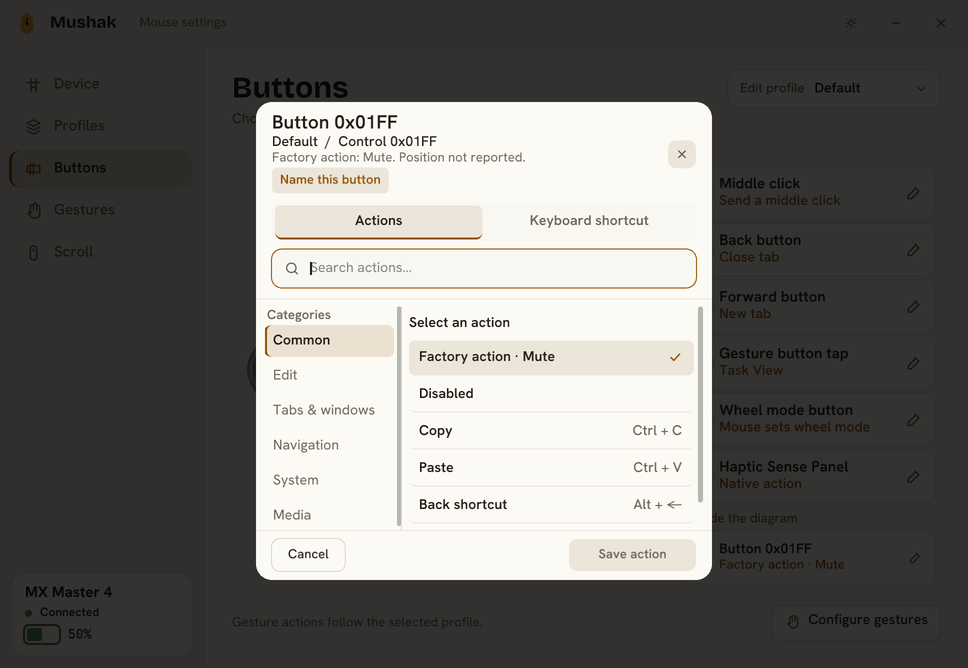 Mushak
Mouse settings
Device
Profiles
Buttons
Gestures
Scroll
MX Master 4
Connected
50%
Buttons
Edit profile Default
Middle click
Send a middle click
Back button
Close tab
Forward button
New tab
Gesture button tap
Task View
Wheel mode button
Mouse sets wheel mode
Haptic Sense Panel
Native action
the diagram
Button 0x01FF
Factory action · Mute
Gesture actions follow the selected profile.
Configure gestures
Button 0x01FF
Default / Control 0x01FF
Factory action: Mute. Position not reported.
Name this button
Actions
Keyboard shortcut
Search actions...
Categories
Common
Edit
Tabs & windows
Navigation
System
Media
Select an action
Factory action · Mute
Disabled
Copy Ctrl + C
Paste Ctrl + V
Back shortcut Alt + ←
Cancel
Save action